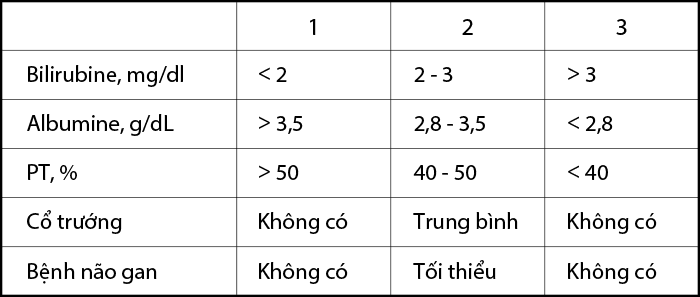 1 2 3
Bilirubine, mg/dl < 2 2 - 3 > 3
Albumine, g/dL > 3,5 2,8 - 3,5 < 2,8
PT, % > 50 40 - 50 < 40
Cổ trướng Không có Trung bình Không có
Bệnh não gan Không có Tối thiểu Không có